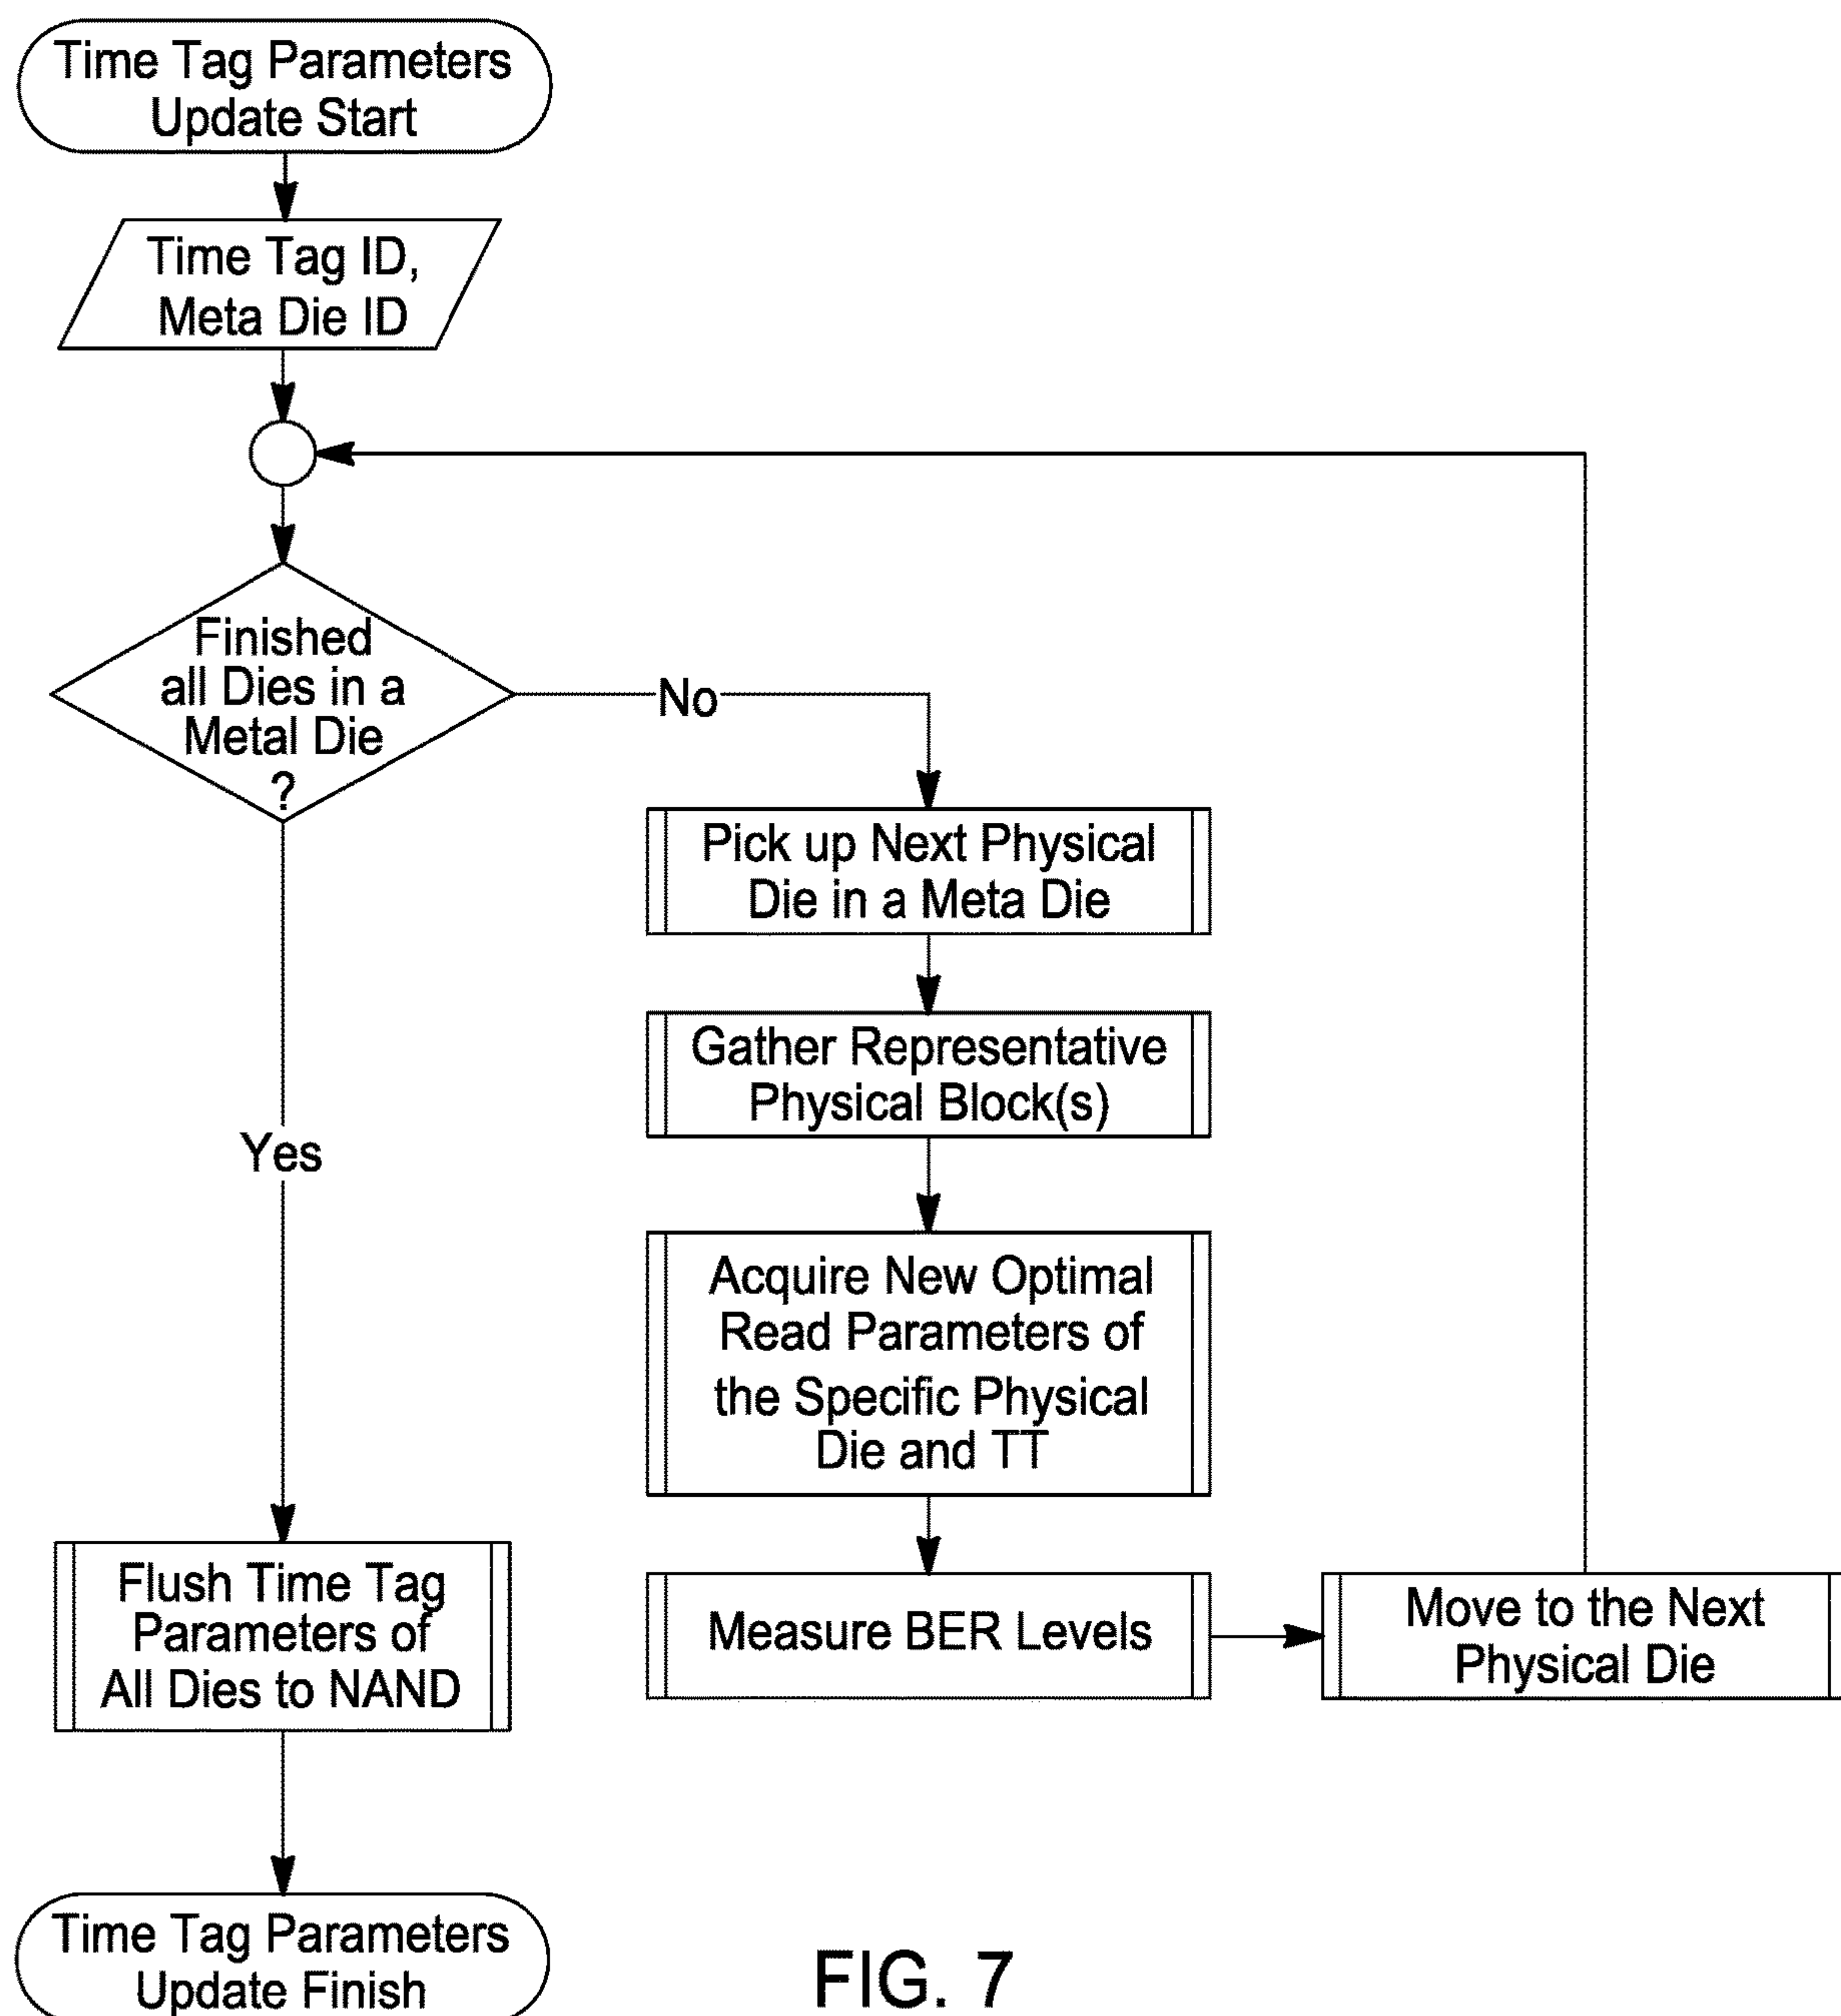 Time Tag Parameters
Update Start
Time Tag ID,
Meta Die ID
Finished
all Dies in a
Metal Die
?
No
Pick up Next Physical
Die in a Meta Die
Gather Representative
Physical Block(s)
Acquire New Optimal
Read Parameters of
the Specific Physical
Die and TT
Measure BER Levels
Move to the Next
Physical Die
Yes
Flush Time Tag
Parameters of
All Dies to NAND
Time Tag Parameters
Update Finish
FIG. 7